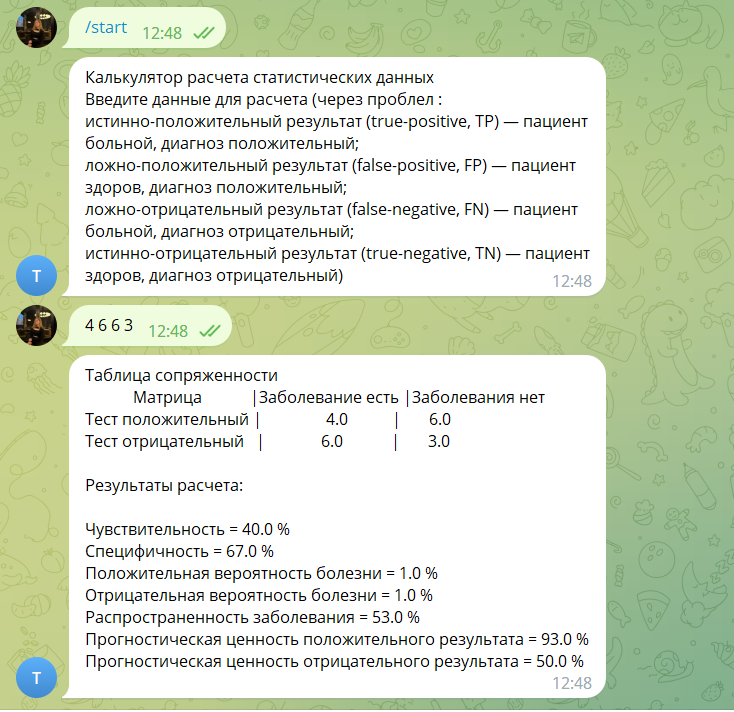 /start 12:48
Калькулятор расчета статистических данных
Введите данные для расчета (через проблел :
истинно-положительный результат (true-positive, TP) — пациент
больной, диагноз положительный;
ложно-положительный результат (false-positive, FP) — пациент
здоров, диагноз положительный;
ложно-отрицательный результат (false-negative, FN) — пациент
больной, диагноз отрицательный;
истинно-отрицательный результат (true-negative, TN) — пациент
здоров, диагноз отрицательный)
12:48
T
4 6 6 3 12:48
Таблица сопряженности
Матрица |Заболевание есть |Заболевания нет
Тест положительный | 4.0 | 6.0
Тест отрицательный | 6.0 | 3.0
Результаты расчета:
Чувствительность = 40.0 %
Специфичность = 67.0 %
Положительная вероятность болезни = 1.0 %
Отрицательная вероятность болезни = 1.0 %
Распространенность заболевания = 53.0 %
Прогностическая ценность положительного результата = 93.0 %
Прогностическая ценность отрицательного результата = 50.0 %
12:48
T